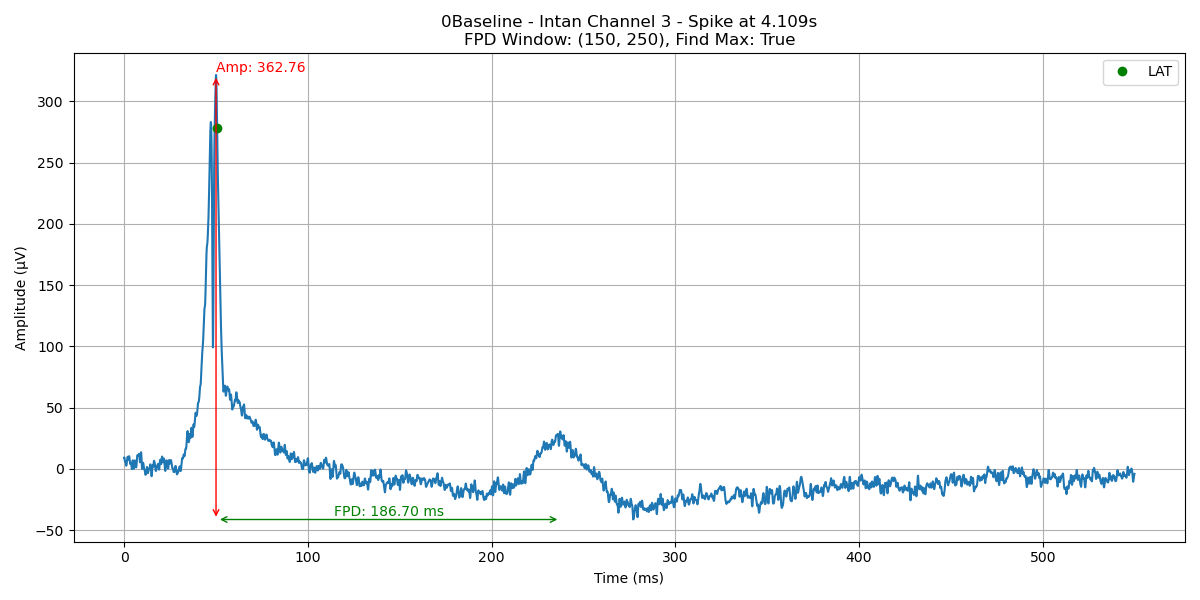 0Baseline - Intan Channel 3 - Spike at 4.109s
FPD Window: (150, 250), Find Max: True
Amp: 362.76
LAT
300
250
200
150
100
50
0
−50
Amplitude (µV)
FPD: 186.70 ms
0
100
200
300
400
500
Time (ms)